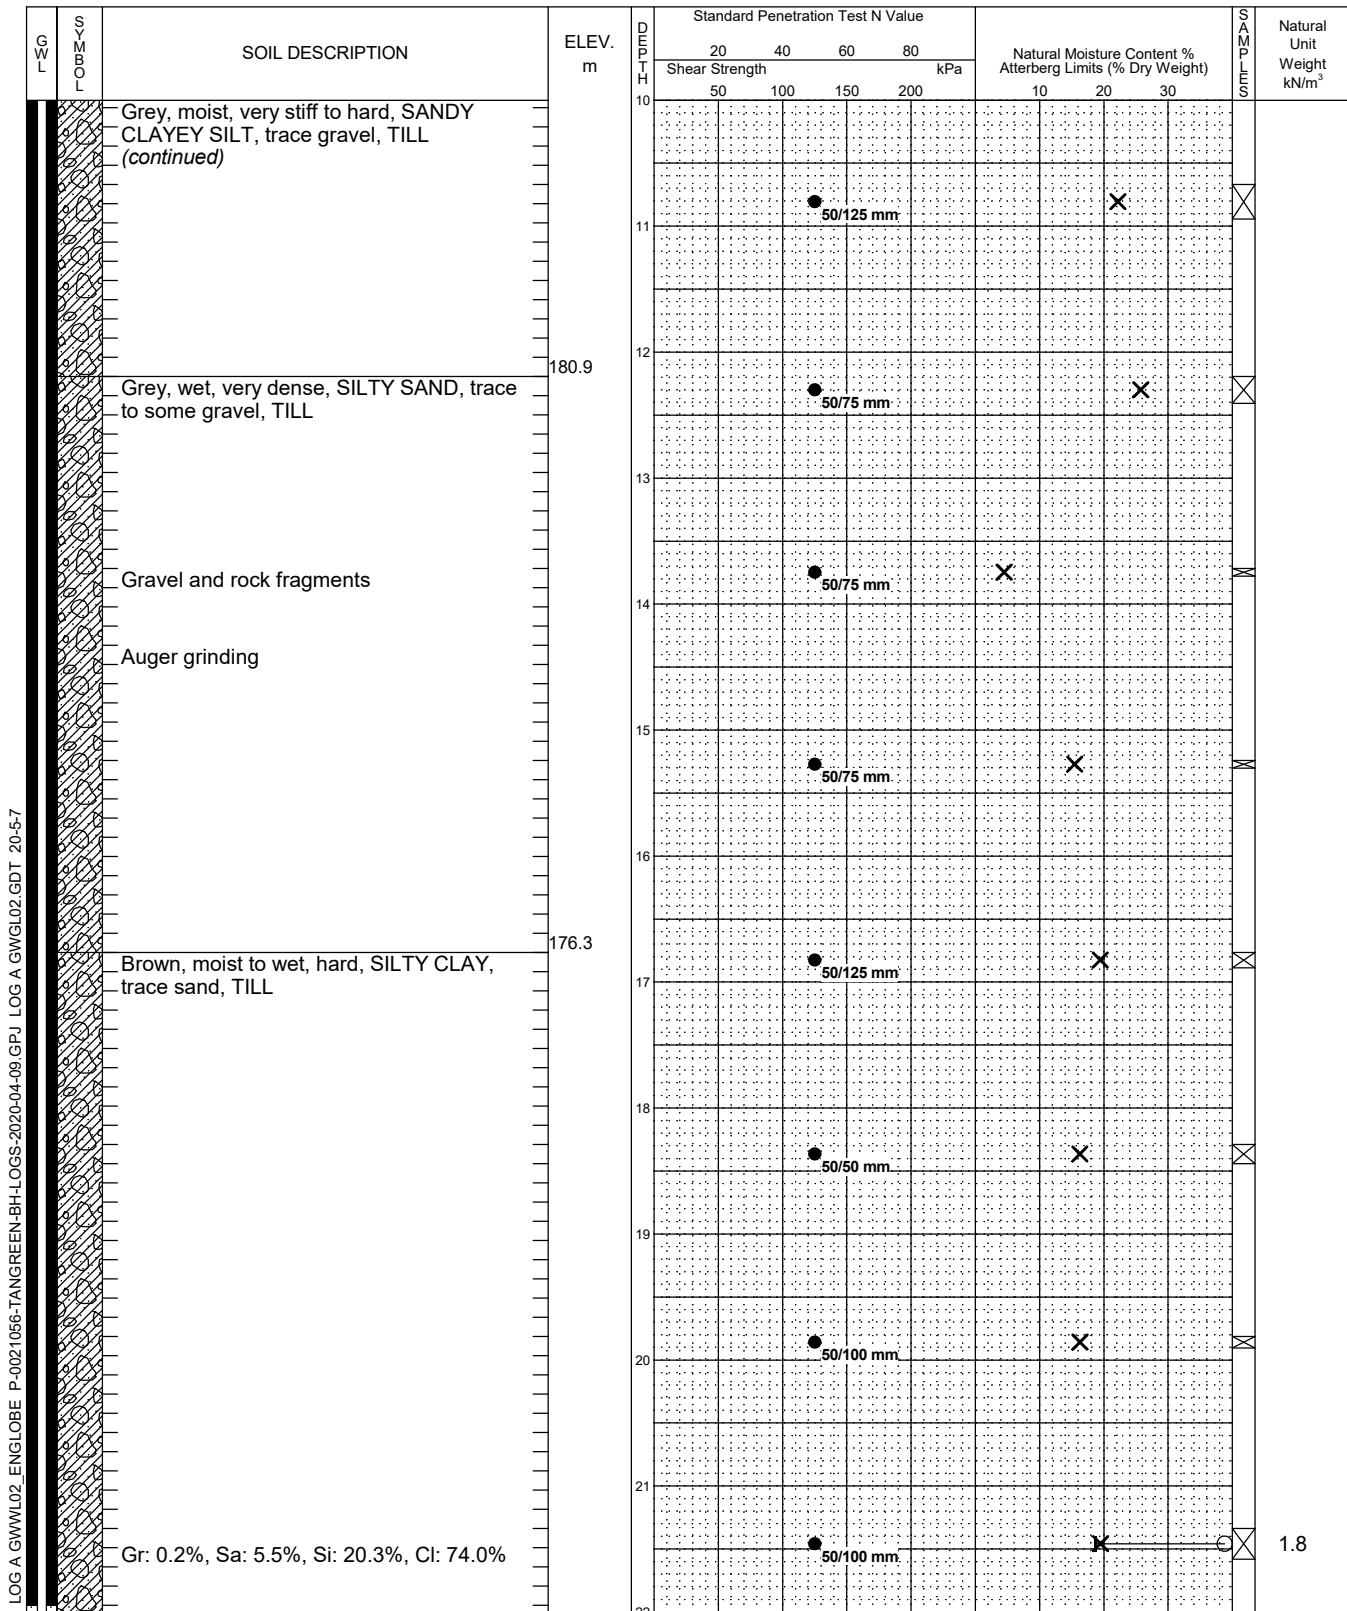 GWL
SYMBOL
SOIL DESCRIPTION
ELEV.
m
DEPTH
Standard Penetration Test N Value
20 40 60 80
Shear Strength kPa
50 100 150 200
Natural Moisture Content %
Atterberg Limits (% Dry Weight)
10 20 30
SAMPLES
Natural
Unit
Weight
kN/m³
10
Grey, moist, very stiff to hard, SANDY
CLAYEY SILT, trace gravel, TILL
(continued)
50/125 mm
11
12
180.9
Grey, wet, very dense, SILTY SAND, trace
to some gravel, TILL
50/75 mm
13
Gravel and rock fragments
50/75 mm
14
Auger grinding
15
50/75 mm
16
176.3
Brown, moist to wet, hard, SILTY CLAY,
trace sand, TILL
50/125 mm
17
18
50/50 mm
19
50/100 mm
20
21
Gr: 0.2%, Sa: 5.5%, Si: 20.3%, Cl: 74.0%
50/100 mm
1.8
LOG A GWWL02_ENGLOBE P-0021056-TANGREEN-BH-LOGS-2020-04-09.GPJ LOG A GWGL02.GDT 20-5-7